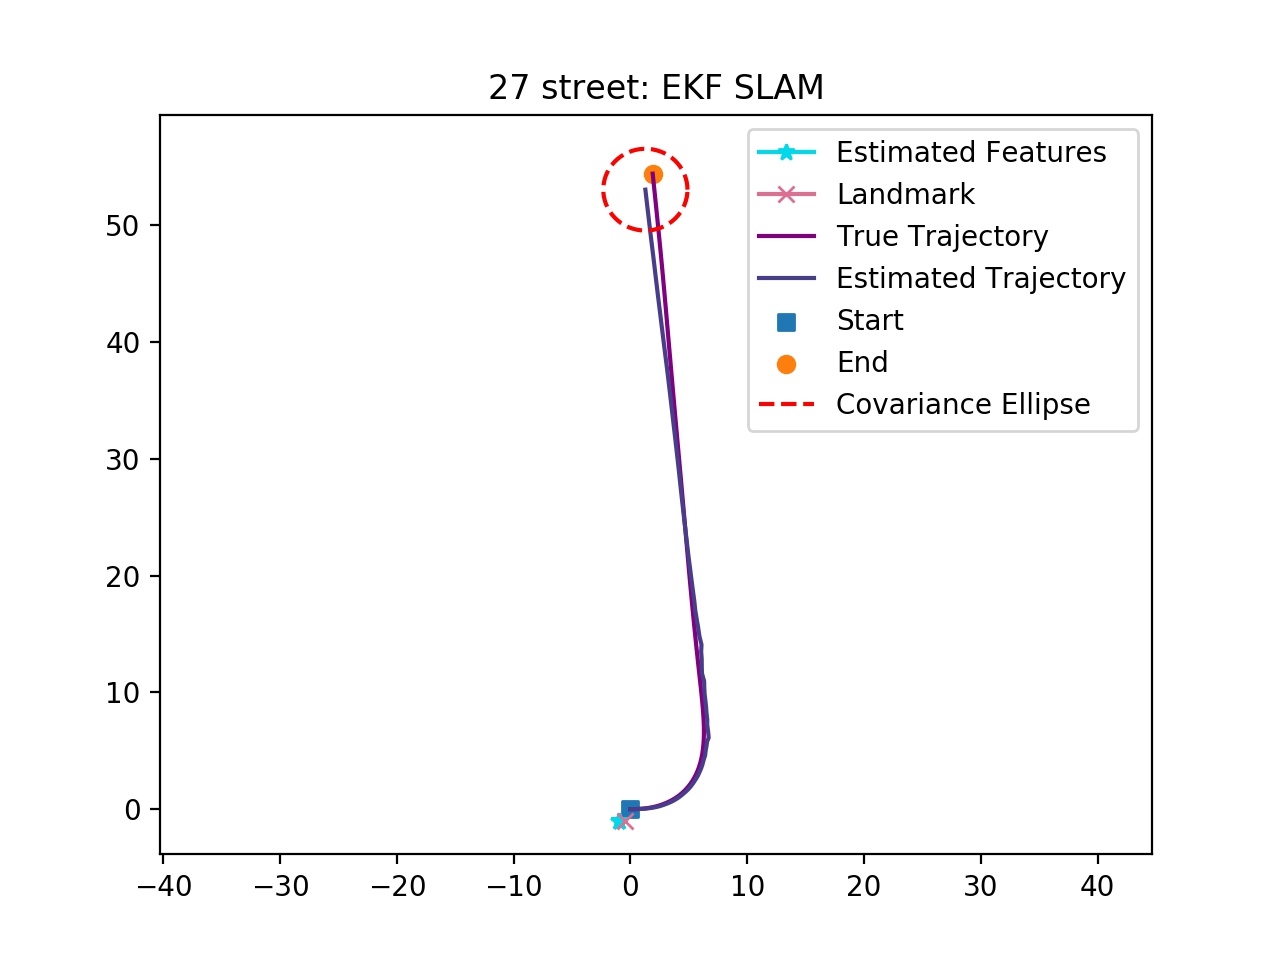 27 street: EKF SLAM
Estimated Features
Landmark
True Trajectory
Estimated Trajectory
Start
End
Covariance Ellipse
50
40
30
20
10
0
−40 −30 −20 −10 0 10 20 30 40